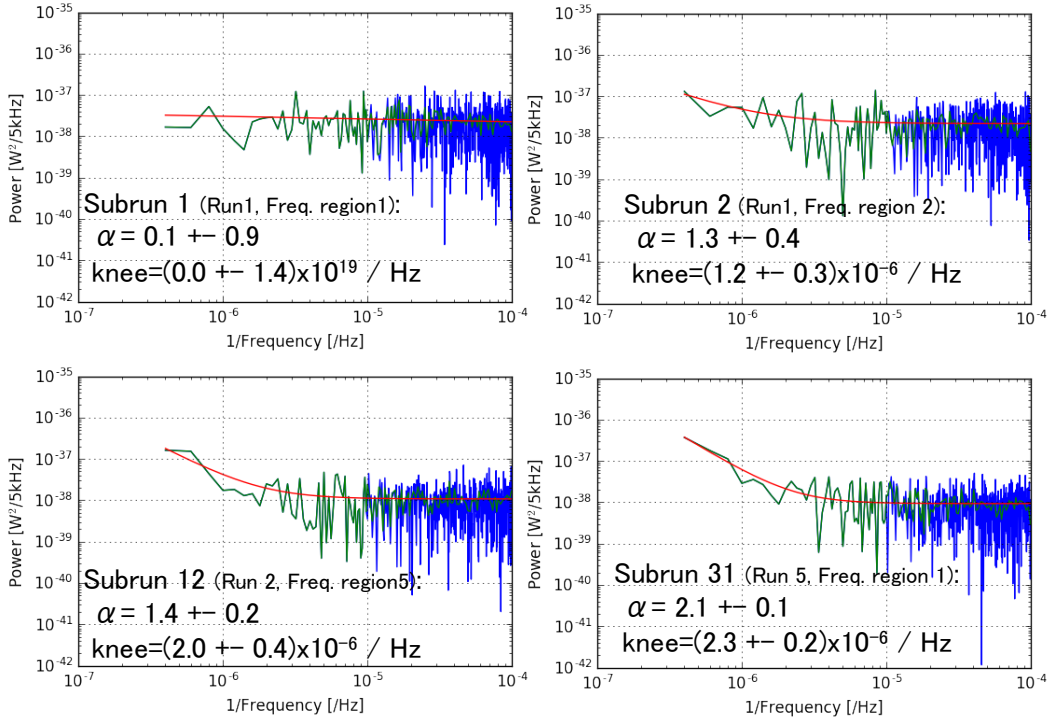 10⁻³⁵
10⁻³⁶
10⁻³⁷
10⁻³⁸
10⁻³⁹
10⁻⁴⁰
10⁻⁴¹
10⁻⁴²
Power [W²/5kHz]
Subrun 1 (Run1, Freq. region1):
α = 0.1 +− 0.9
knee=(0.0 +− 1.4)x10¹⁹ / Hz
10⁻⁷ 10⁻⁶ 10⁻⁵ 10⁻⁴
1/Frequency [/Hz]
10⁻³⁵
10⁻³⁶
10⁻³⁷
10⁻³⁸
10⁻³⁹
10⁻⁴⁰
10⁻⁴¹
10⁻⁴²
Power [W²/5kHz]
Subrun 2 (Run1, Freq. region 2):
α = 1.3 +− 0.4
knee=(1.2 +− 0.3)x10⁻⁶ / Hz
10⁻⁷ 10⁻⁶ 10⁻⁵ 10⁻⁴
1/Frequency [/Hz]
10⁻³⁵
10⁻³⁶
10⁻³⁷
10⁻³⁸
10⁻³⁹
10⁻⁴⁰
10⁻⁴¹
10⁻⁴²
Power [W²/5kHz]
Subrun 12 (Run 2, Freq. region5):
α = 1.4 +− 0.2
knee=(2.0 +− 0.4)x10⁻⁶ / Hz
10⁻⁷ 10⁻⁶ 10⁻⁵ 10⁻⁴
1/Frequency [/Hz]
10⁻³⁵
10⁻³⁶
10⁻³⁷
10⁻³⁸
10⁻³⁹
10⁻⁴⁰
10⁻⁴¹
10⁻⁴²
Power [W²/5kHz]
Subrun 31 (Run 5, Freq. region 1):
α = 2.1 +− 0.1
knee=(2.3 +− 0.2)x10⁻⁶ / Hz
10⁻⁷ 10⁻⁶ 10⁻⁵ 10⁻⁴
1/Frequency [/Hz]